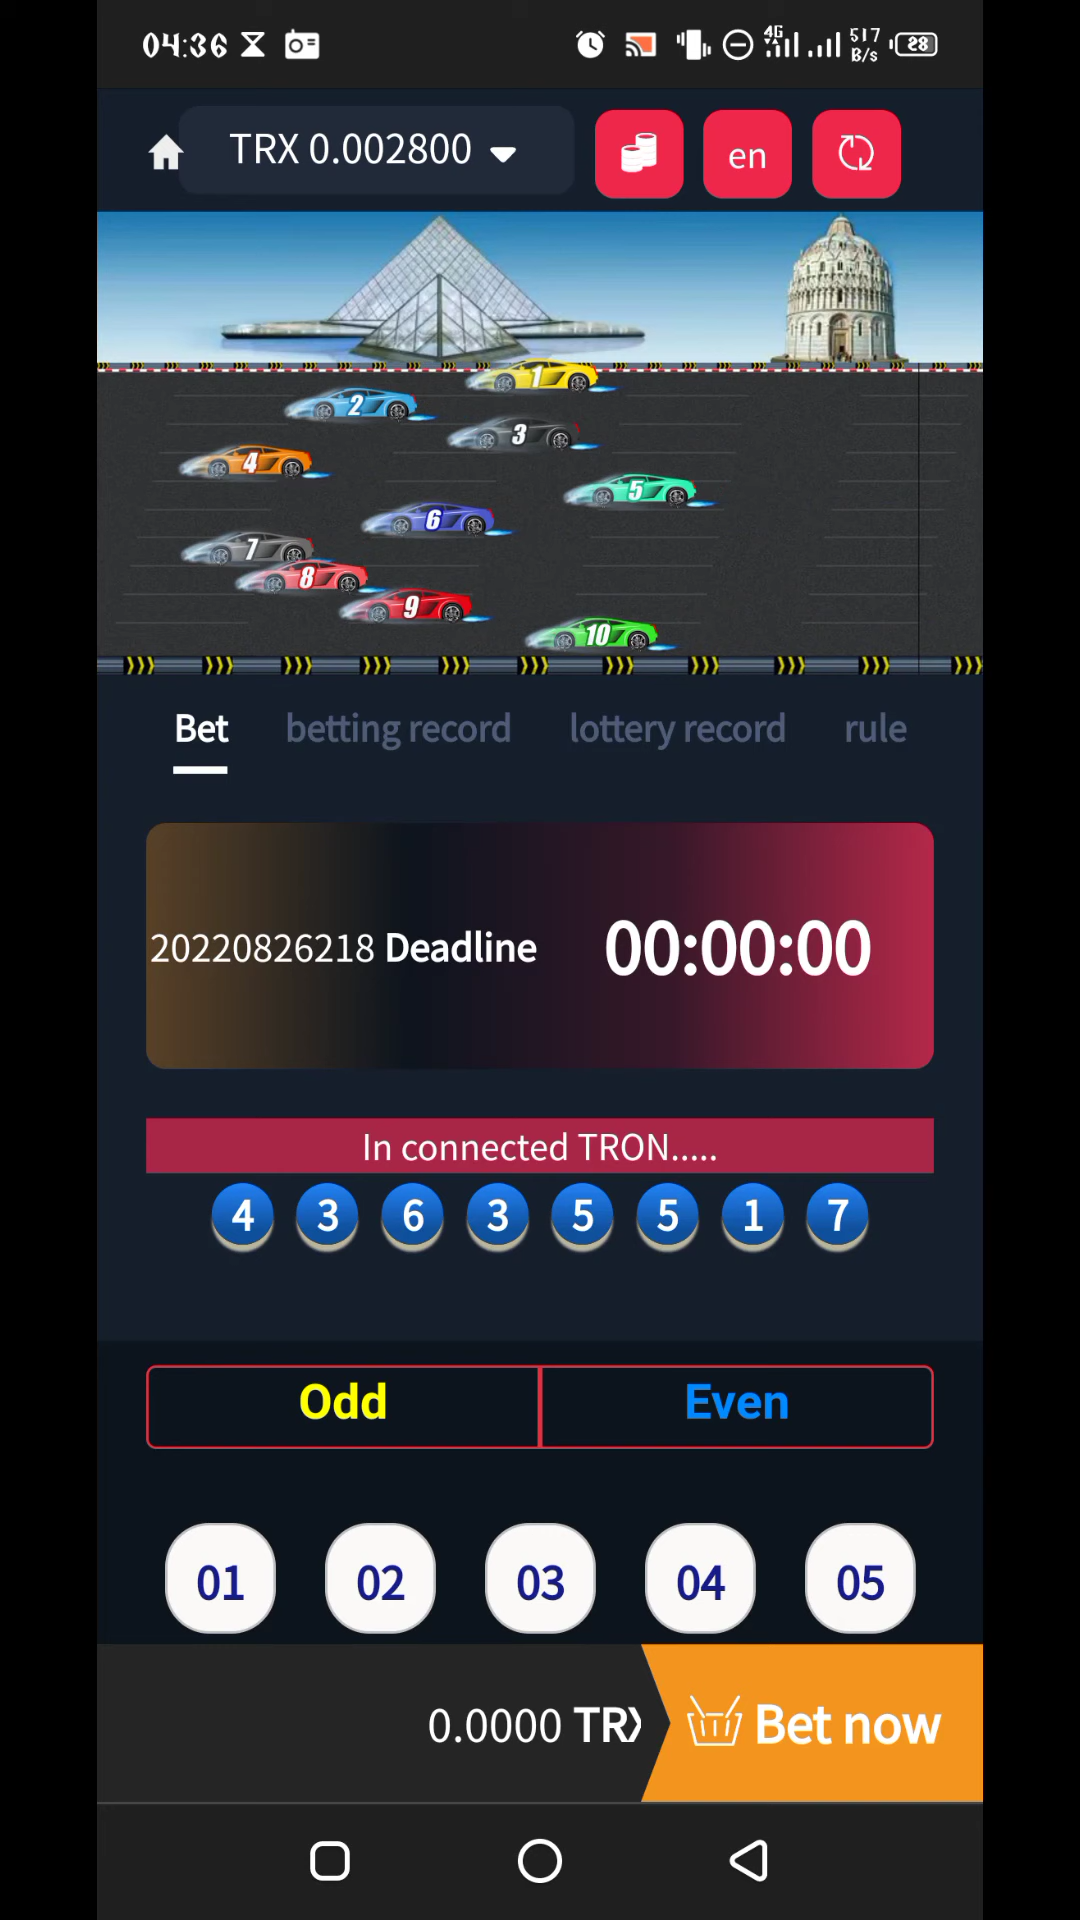 04:36 4G 517 B/s 28
TRX 0.002800 en
1
2
3
4
5
6
7
8
9
10
Bet betting record lottery record rule
20220826218 Deadline 00:00:00
In connected TRON.....
4 3 6 3 5 5 1 7
Odd Even
01 02 03 04 05
0.0000 TRX Bet now